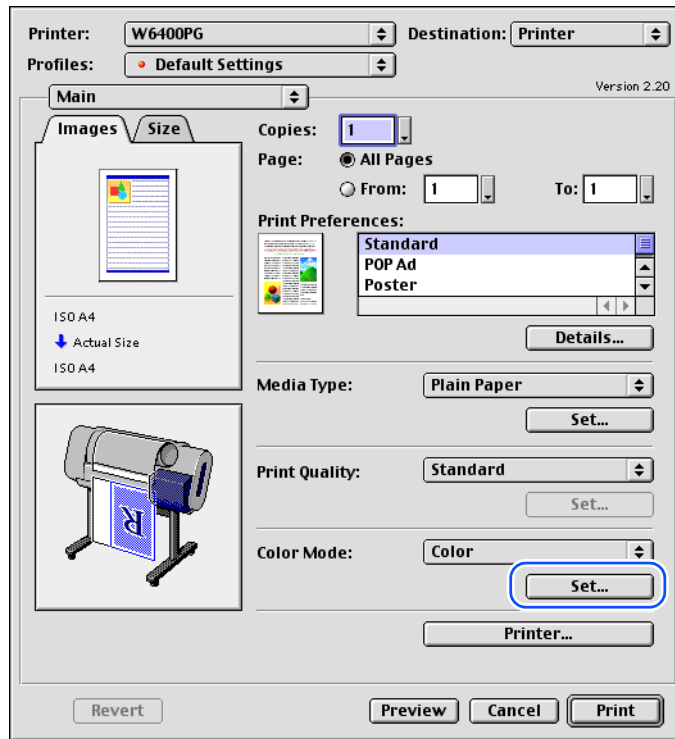 Printer: W6400PG Destination: Printer
Profiles: Default Settings
Version 2.20
Main
Images Size
Copies: 1
Page: All Pages
From: 1 To: 1
Print Preferences:
Standard
POP Ad
Poster
ISO A4
Actual Size
ISO A4
Details...
Media Type: Plain Paper
Set...
Print Quality: Standard
Set...
R
Color Mode: Color
Set...
Printer...
Revert Preview Cancel Print